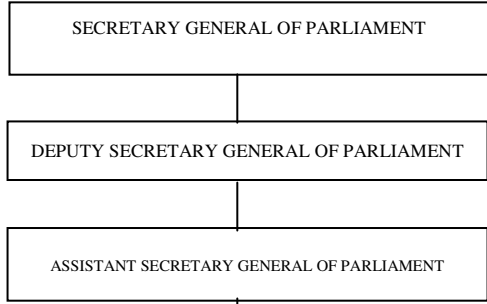 SECRETARY GENERAL OF PARLIAMENT
DEPUTY SECRETARY GENERAL OF PARLIAMENT
ASSISTANT SECRETARY GENERAL OF PARLIAMENT